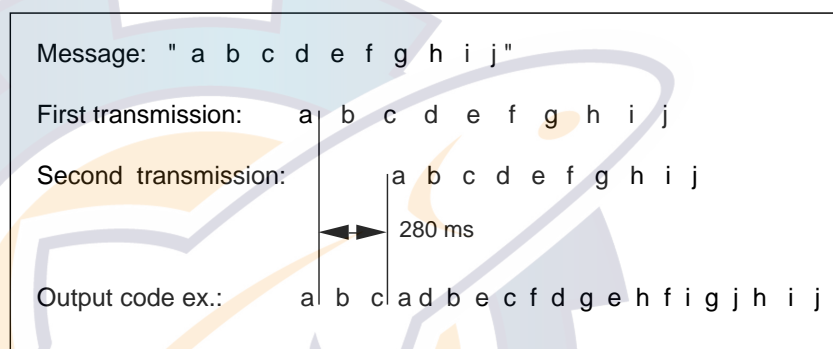 Message: " a b c d e f g h i j"
First transmission: a b c d e f g h i j
Second transmission: a b c d e f g h i j
280 ms
Output code ex.: a b c a d b e c f d g e h f i g j h i j